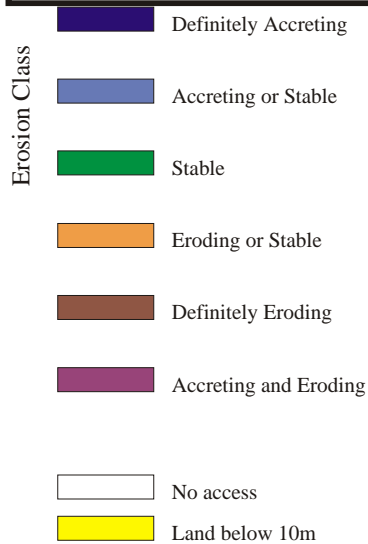 Erosion Class
Definitely Accreting
Accreting or Stable
Stable
Eroding or Stable
Definitely Eroding
Accreting and Eroding
No access
Land below 10m